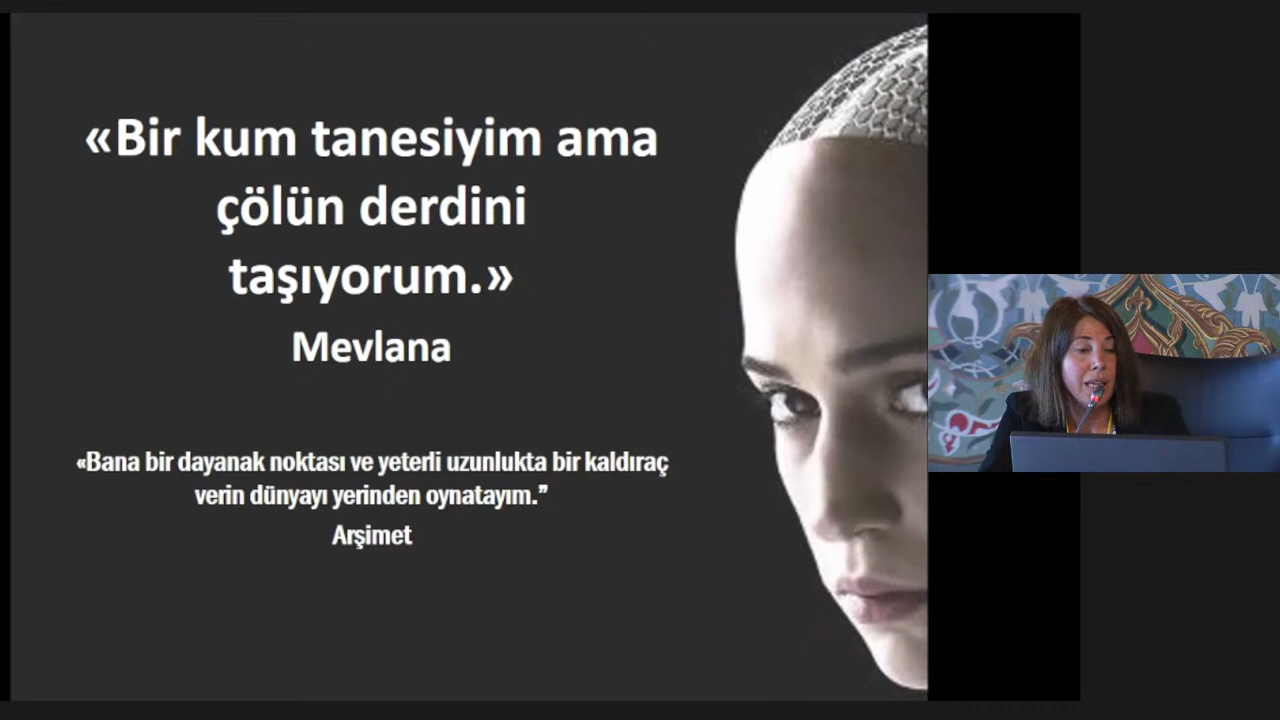 «Bir kum tanesiyim ama
çölün derdini
taşıyorum.»
Mevlana
«Bana bir dayanak noktası ve yeterli uzunlukta bir kaldıraç
verin dünyayı yerinden oynatayım.”
Arşimet